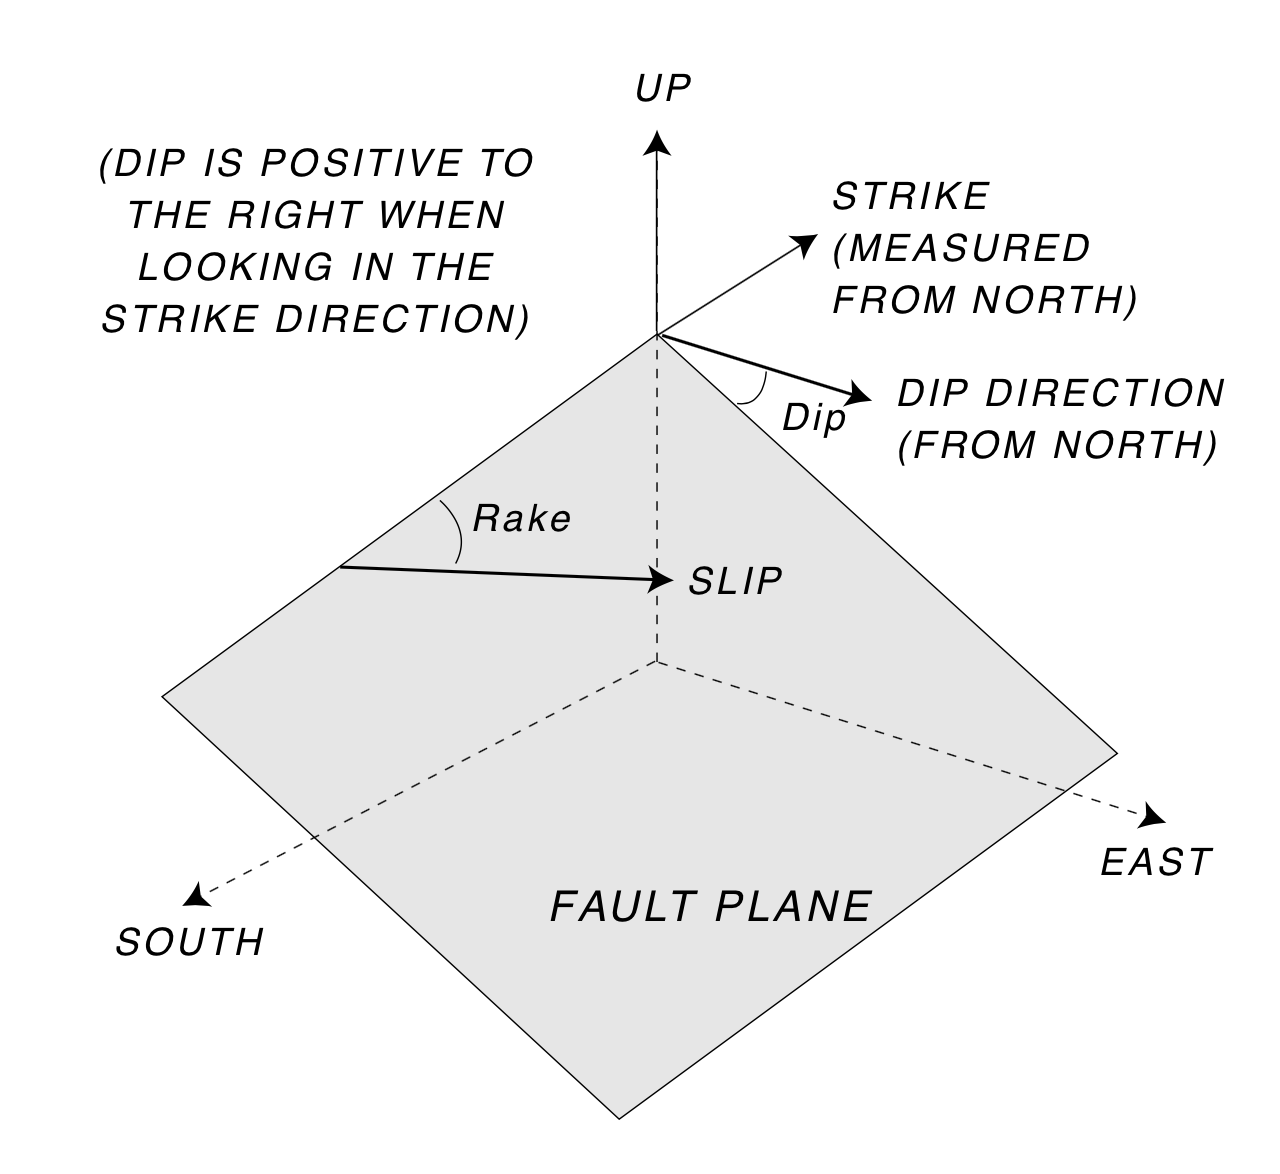 UP
(DIP IS POSITIVE TO
THE RIGHT WHEN
LOOKING IN THE
STRIKE DIRECTION)
STRIKE
(MEASURED
FROM NORTH)
DIP DIRECTION
(FROM NORTH)
Dip
Rake
SLIP
EAST
FAULT PLANE
SOUTH